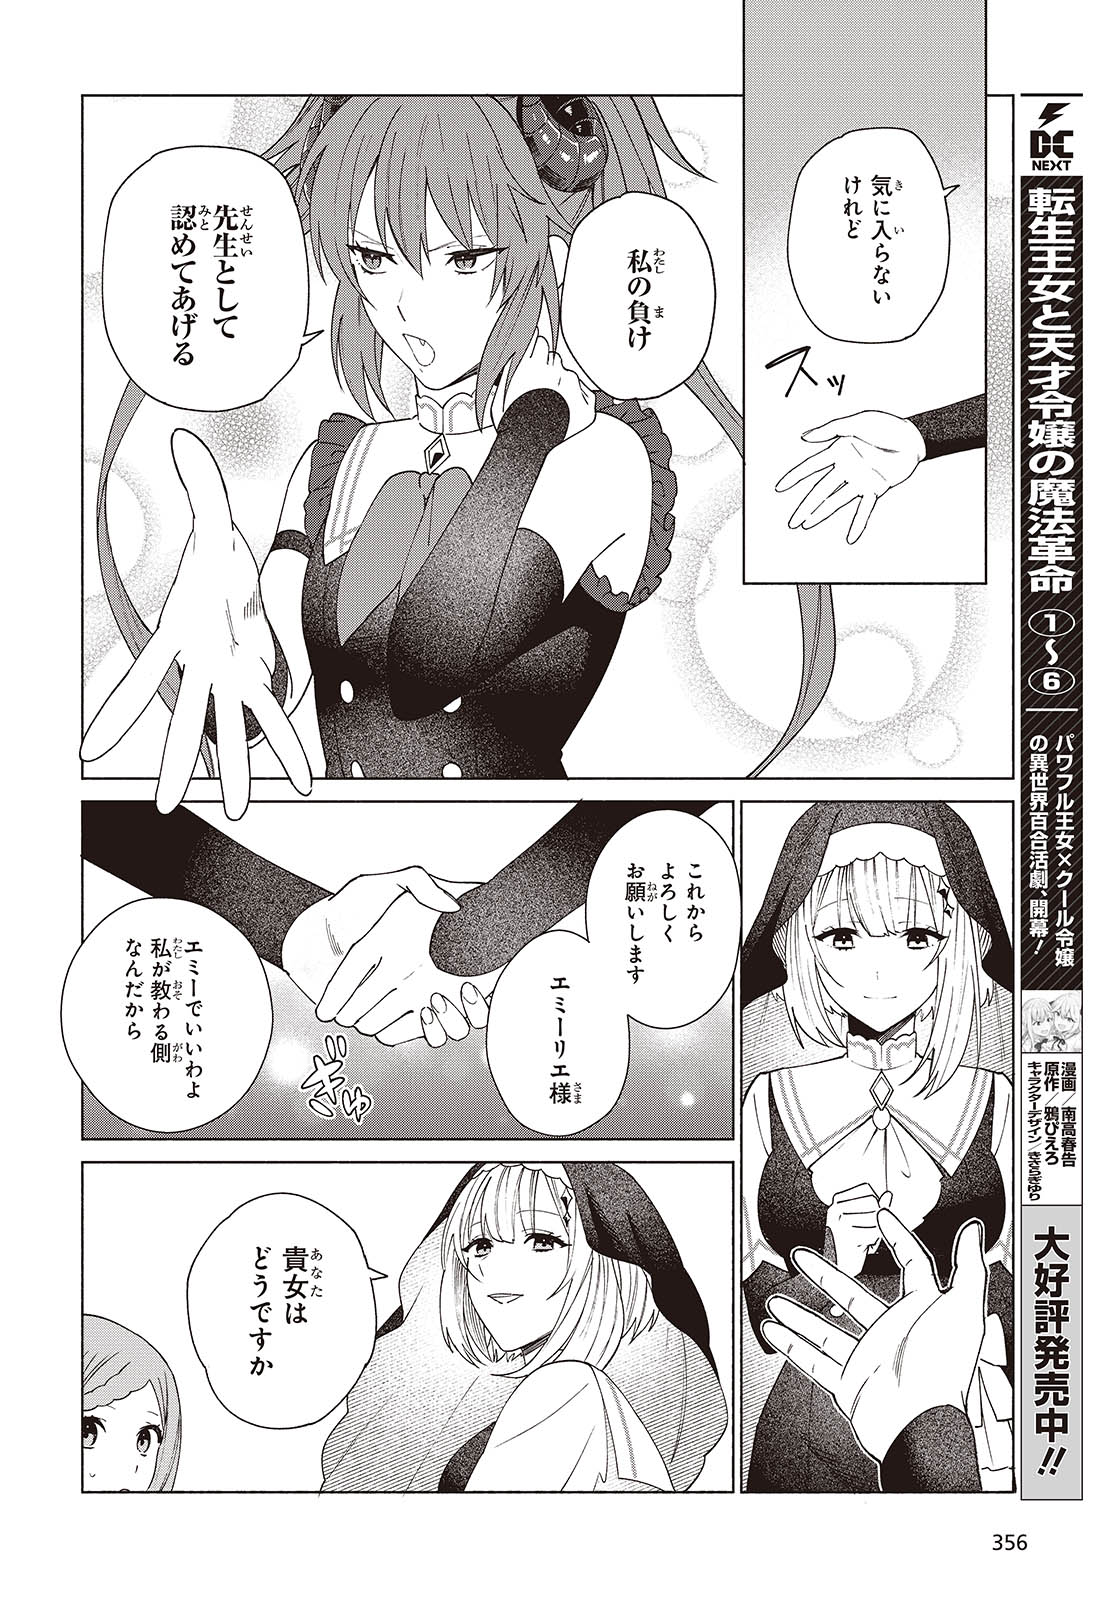 気に入らない
けれど
スッ
私の負け
先生として
認めてあげる
これから
よろしく
お願いします
エミーリエ様
エミーでいいわよ
私が教わる側
なんだから
ぎゅ
貴女は
どうですか
DC
NEXT
転生王女と天才令嬢の魔法革命 ①〜⑥
パワフル王女×クール令嬢
の異世界百合活劇、開幕!
漫画/南高春告
原作/鴉ぴえろ
キャラクターデザイン/きさらぎゆり
大好評発売中!!
356